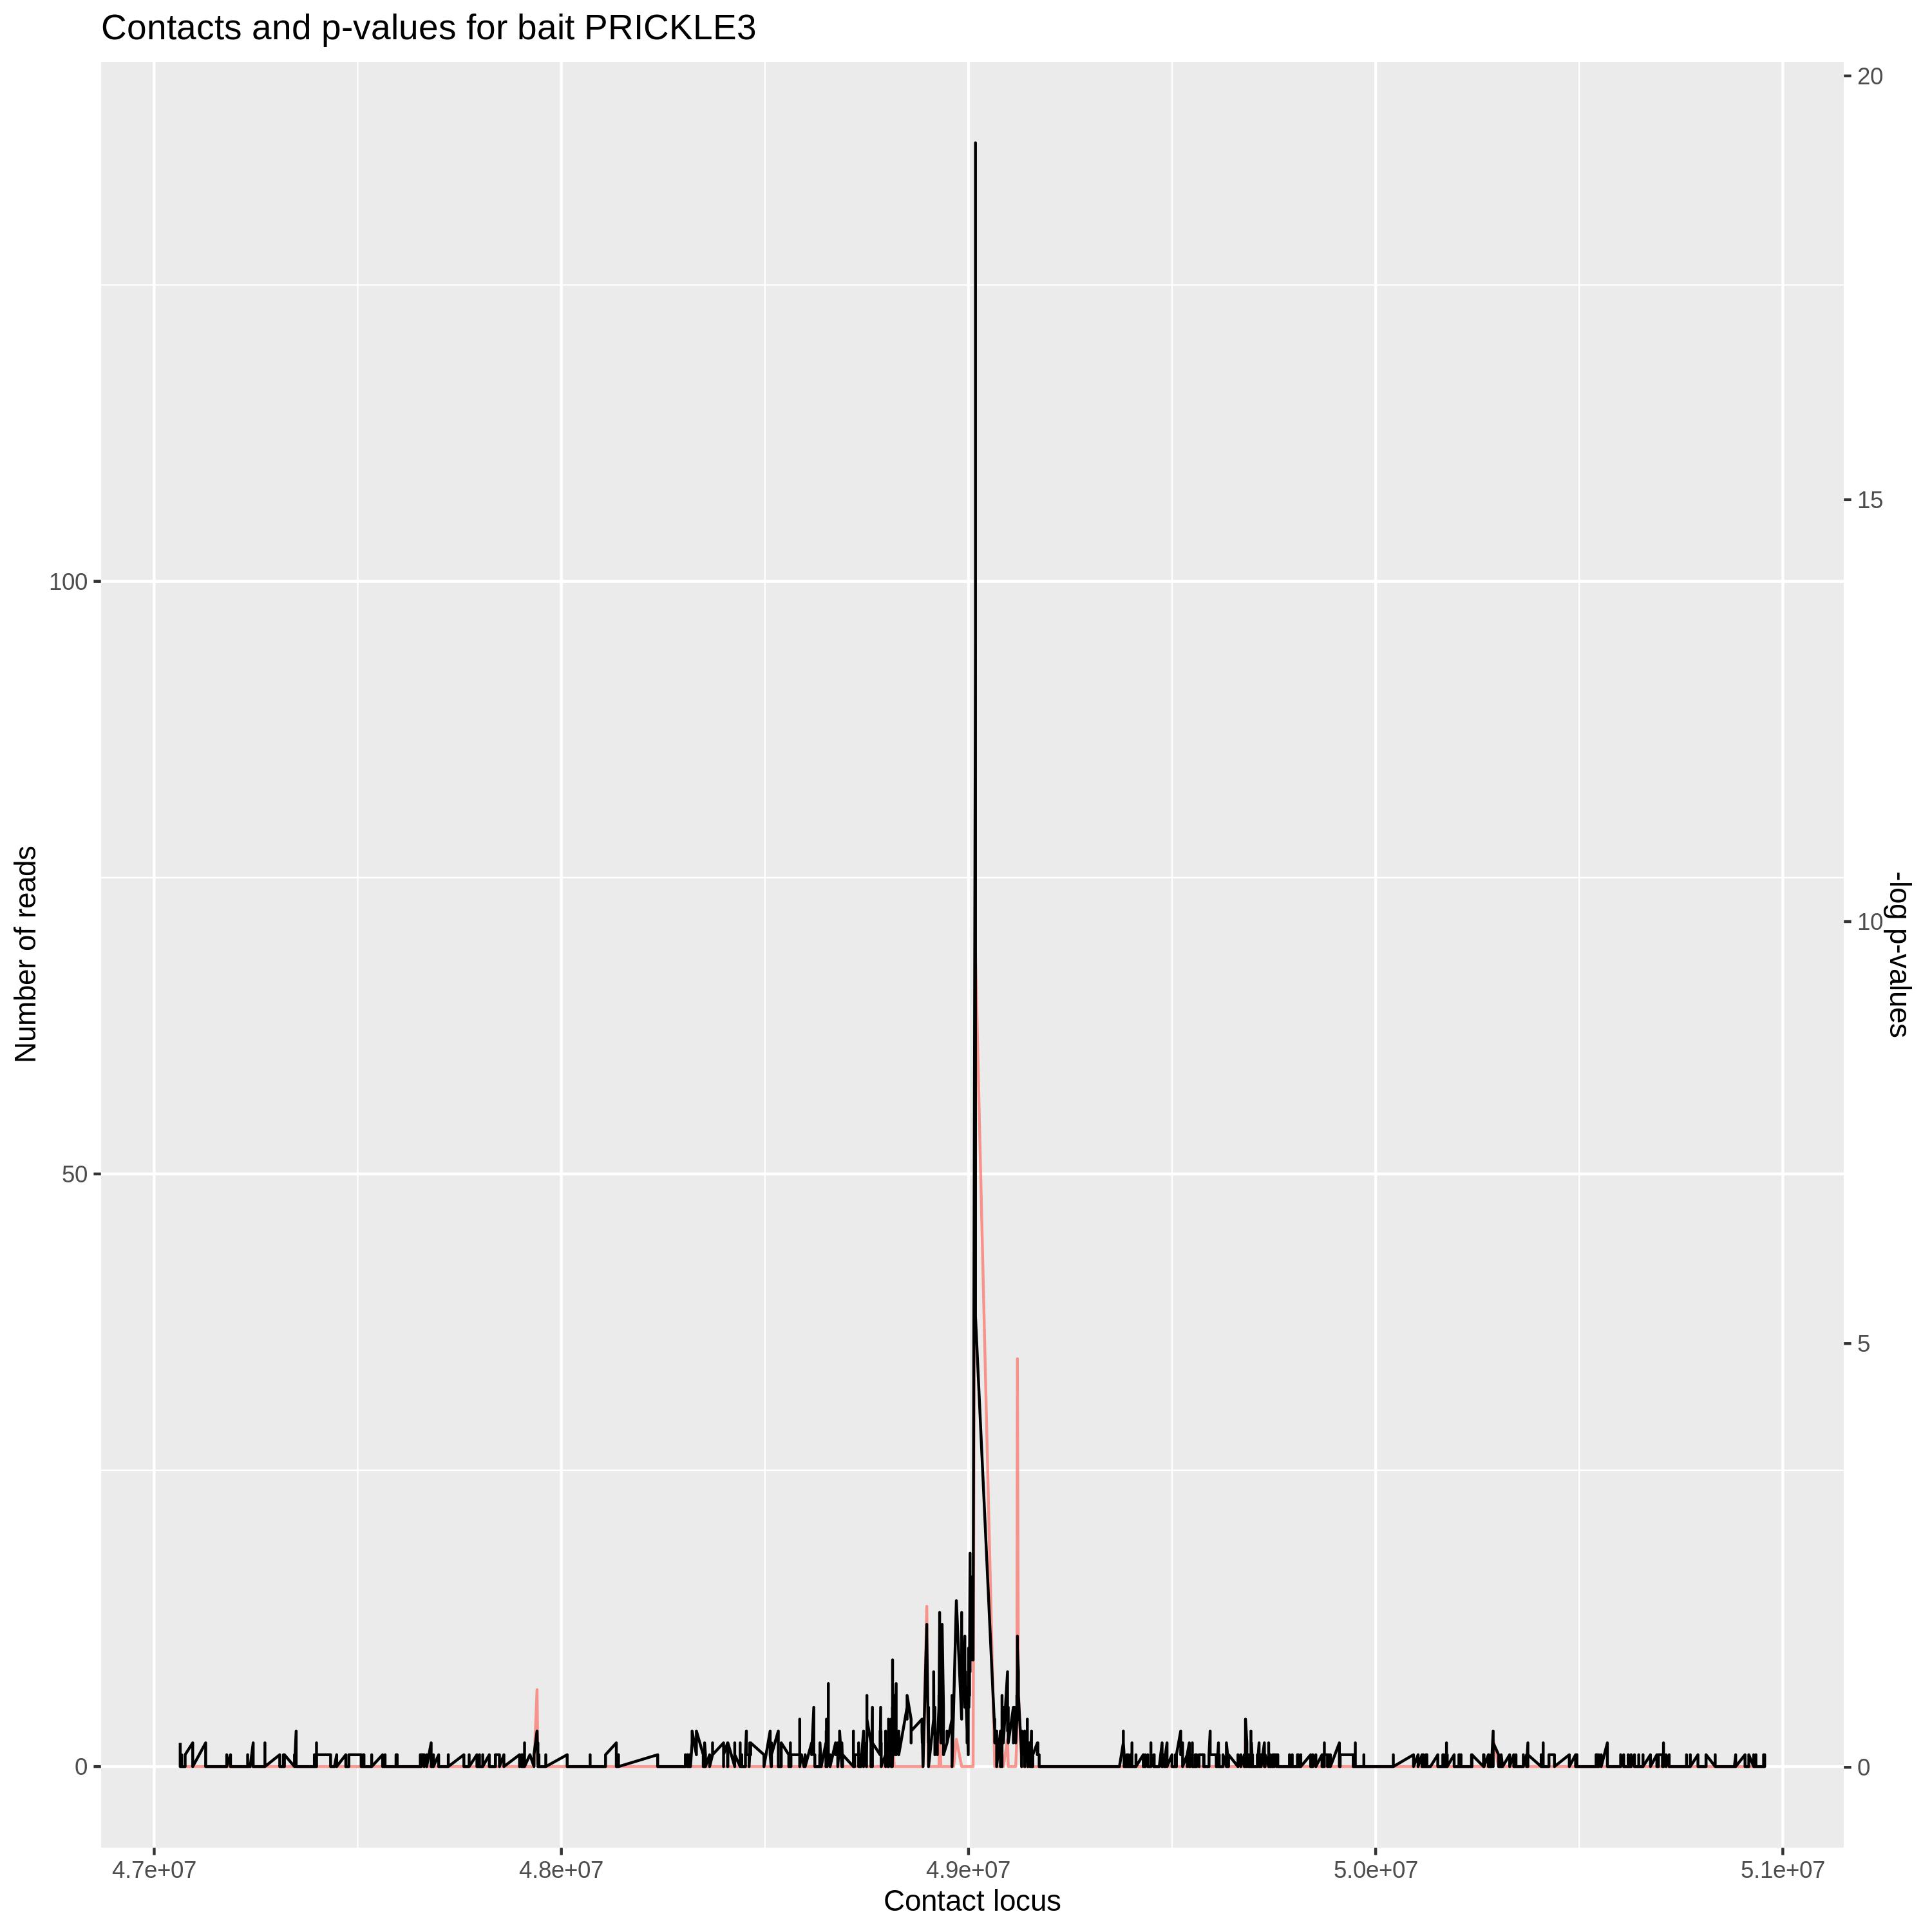 Contacts and p-values for bait PRICKLE3
Number of reads
100
50
0
20
15
10
5
0
-log p-values
4.7e+07
4.8e+07
4.9e+07
5.0e+07
5.1e+07
Contact locus